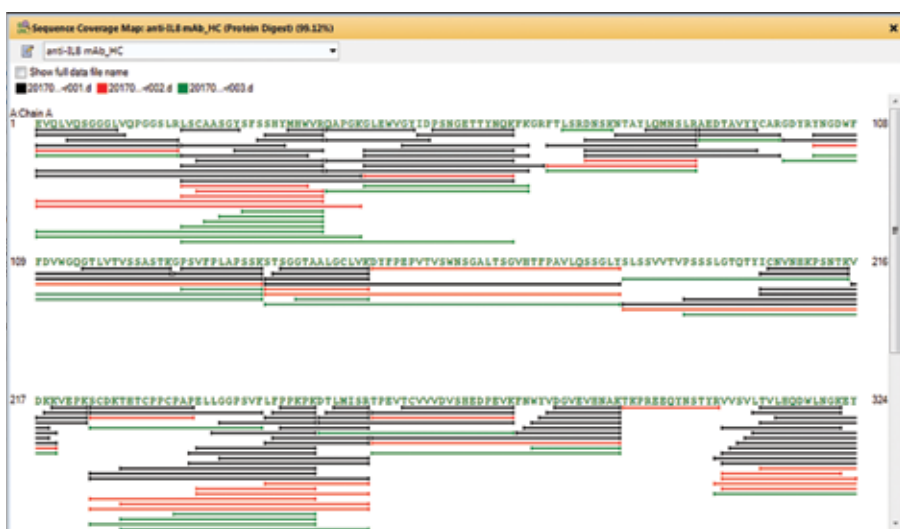 Sequence Coverage Map: anti-IL8 mAb_HC (Protein Digest) (99.12%)
anti-IL8 mAb_HC
Show full data file name
20170...-r001.d 20170...-r002.d 20170...-r003.d
A:Chain A
1 EVQLVQSGGGLVQPGGSLRLSCAASGYSFSSHYMHWVRQAPGKGLEWVGYIDPSNGETTYNQKFKGRFTLSRDNSKNTAYLQMNSLRAEDTAVYYCARGDYRYNGDWF 108
109 FDVWGQGTLVTVSSASTKGPSVFPLAPSSKSTSGGTAALGCLVKDYFPEPVTVSWNSGALTSGVHTFPAVLQSSGLYSLSSVVTVPSSSLGTQTYICNVNHKPSNTKV 216
217 DKKVEPKSCDKTHTCPPCPAPELLGGPSVFLFPPKPKDTLMISRTPEVTCVVVDVSHEDPEVKFNWYVDGVEVHNAKTKPREEQYNSTYRVVSVLTVLHQDWLNGKEY 324